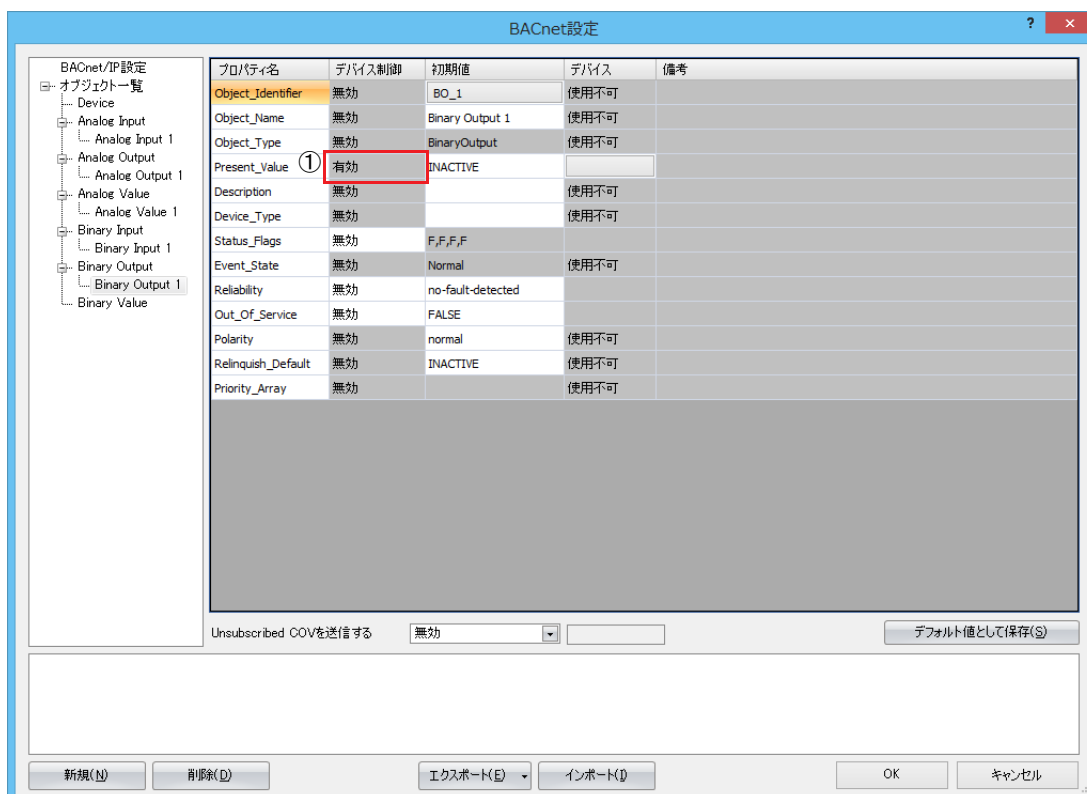 BACnet設定
?
×
BACnet/IP設定
オブジェクト一覧
Device
Analog Input
Analog Input 1
Analog Output
Analog Output 1
Analog Value
Analog Value 1
Binary Input
Binary Input 1
Binary Output
Binary Output 1
Binary Value
プロパティ名 デバイス制御 初期値 デバイス 備考
Object_Identifier 無効 BO_1 使用不可
Object_Name 無効 Binary Output 1 使用不可
Object_Type 無効 BinaryOutput 使用不可
Present_Value ① 有効 INACTIVE
Description 無効 使用不可
Device_Type 無効 使用不可
Status_Flags 無効 F,F,F,F
Event_State 無効 Normal 使用不可
Reliability 無効 no-fault-detected
Out_Of_Service 無効 FALSE
Polarity 無効 normal 使用不可
Relinquish_Default 無効 INACTIVE 使用不可
Priority_Array 無効 使用不可
Unsubscribed COVを送信する 無効 デフォルト値として保存(S)
新規(N) 削除(D) エクスポート(E) インポート(I) OK キャンセル